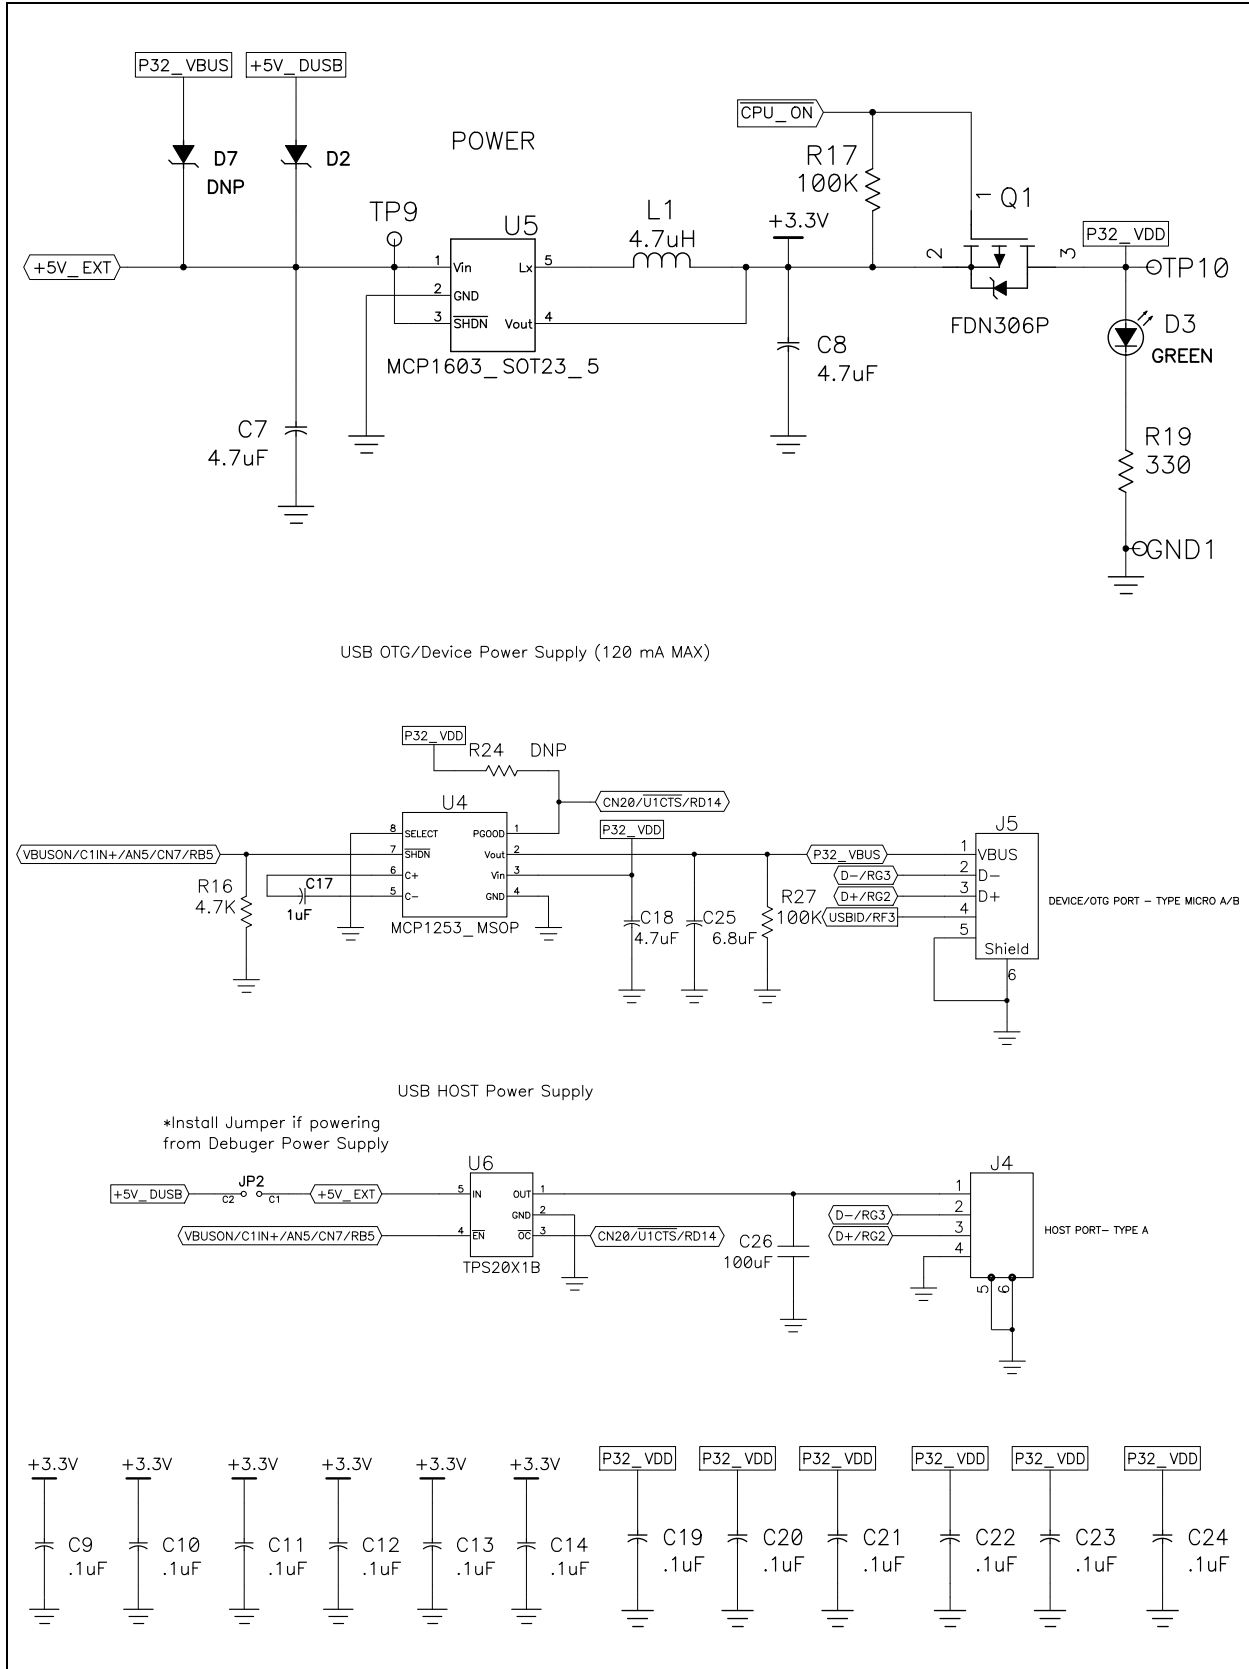 P32_VBUS
+5V_DUSB
D7
DNP
D2
POWER
TP9
+5V_EXT
U5
1 Vin
2 GND
3 SHDN
Lx 5
Vout 4
MCP1603_SOT23_5
L1
4.7uH
+3.3V
CPU_ON
R17
100K
1
Q1
2
3
FDN306P
P32_VDD
TP10
D3
GREEN
C7
4.7uF
C8
4.7uF
R19
330
GND1
USB OTG/Device Power Supply (120 mA MAX)
P32_VDD
R24 DNP
CN20/U1CTS/RD14
U4
8 SELECT
7 SHDN
6 C+
5 C-
PGOOD 1
Vout 2
Vin 3
GND 4
MCP1253_MSOP
VBUSON/C1IN+/AN5/CN7/RB5
R16
4.7K
C17
1uF
P32_VDD
C18
4.7uF
C25
6.8uF
R27
100K
P32_VBUS
D-/RG3
D+/RG2
USBID/RF3
J5
1 VBUS
2 D-
3 D+
4
5
Shield
6
DEVICE/OTG PORT - TYPE MICRO A/B
USB HOST Power Supply
*Install Jumper if powering
from Debuger Power Supply
+5V_DUSB
JP2
C2 C1
+5V_EXT
VBUSON/C1IN+/AN5/CN7/RB5
U6
5 IN
4 EN
OUT 1
GND 2
OC 3
TPS20X1B
CN20/U1CTS/RD14
C26
100uF
D-/RG3
D+/RG2
J4
1
2
3
4
5
6
HOST PORT- TYPE A
+3.3V
C9
.1uF
+3.3V
C10
.1uF
+3.3V
C11
.1uF
+3.3V
C12
.1uF
+3.3V
C13
.1uF
+3.3V
C14
.1uF
P32_VDD
C19
.1uF
P32_VDD
C20
.1uF
P32_VDD
C21
.1uF
P32_VDD
C22
.1uF
P32_VDD
C23
.1uF
P32_VDD
C24
.1uF